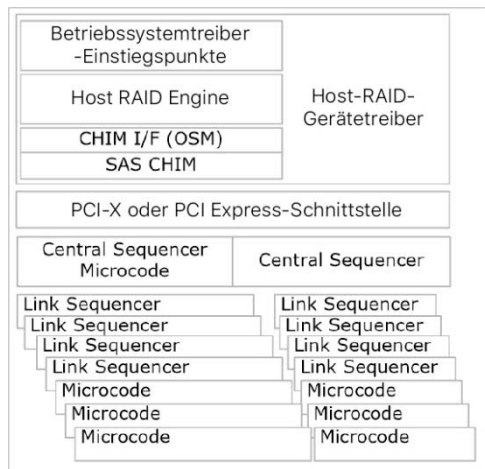 Betriebssystemtreiber
-Einstiegspunkte
Host RAID Engine
CHIM I/F (OSM)
SAS CHIM
Host-RAID-
Gerätetreiber
PCI-X oder PCI Express-Schnittstelle
Central Sequencer
Microcode
Central Sequencer
Link Sequencer
Link Sequencer
Link Sequencer
Link Sequencer
Microcode
Microcode
Microcode
Link Sequencer
Link Sequencer
Link Sequencer
Link Sequencer
Microcode
Microcode
Microcode